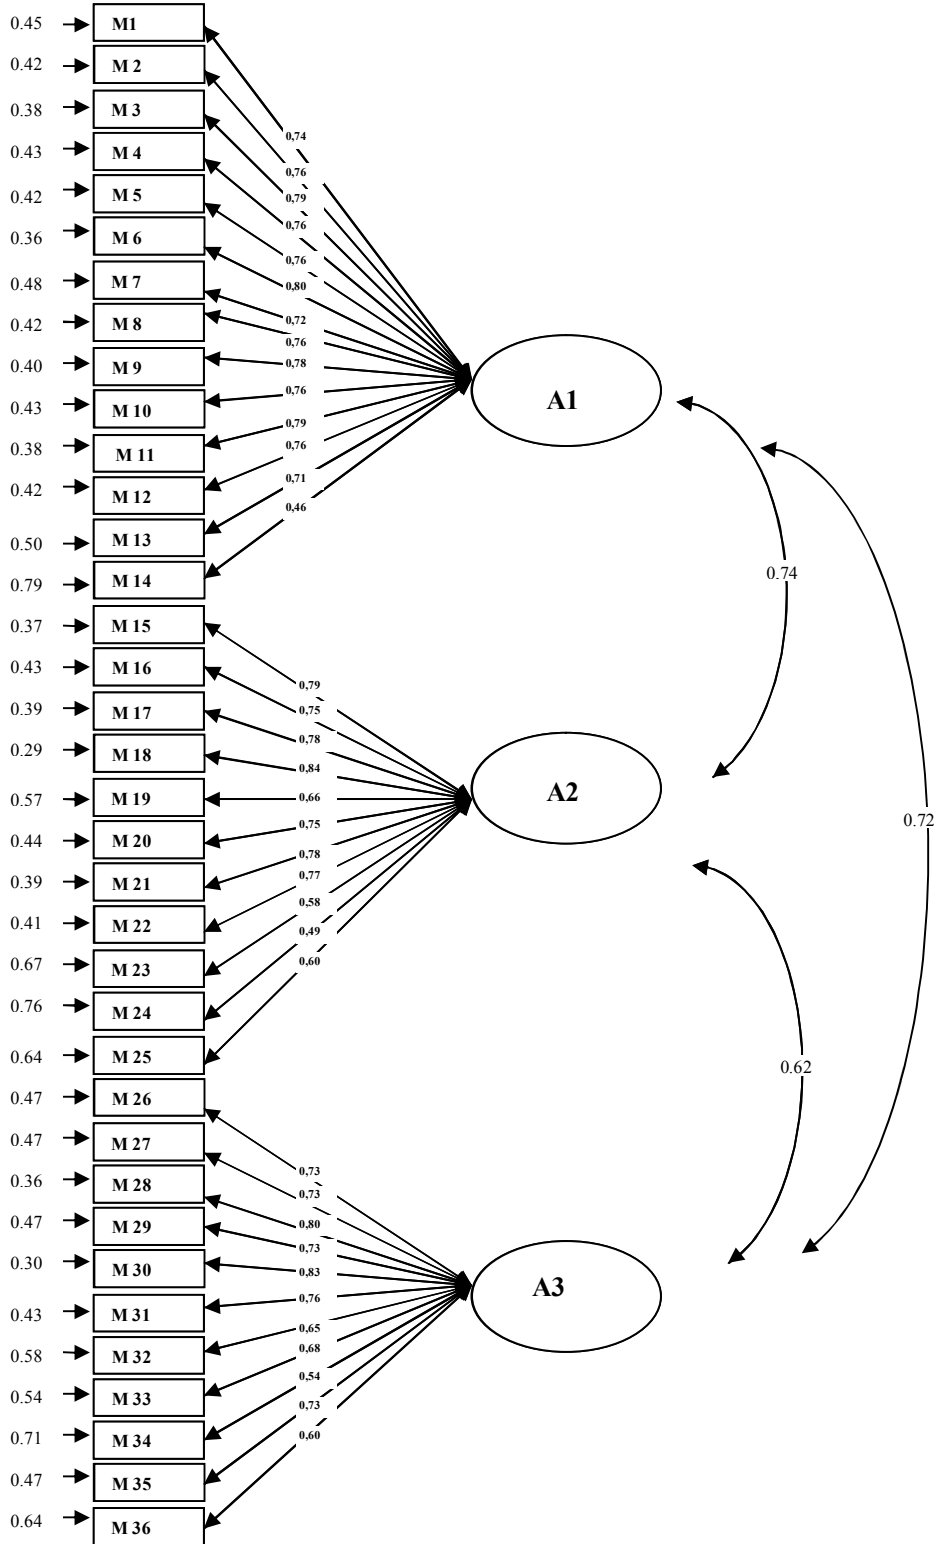 0.45 M1
0.42 M 2
0.38 M 3
0.43 M 4
0.42 M 5
0.36 M 6
0.48 M 7
0.42 M 8
0.40 M 9
0.43 M 10
0.38 M 11
0.42 M 12
0.50 M 13
0.79 M 14
0,74
0,76
0,79
0,76
0,76
0,80
0,72
0,76
0,78
0,76
0,79
0,76
0,71
0,46
A1
0.37 M 15
0.43 M 16
0.39 M 17
0.29 M 18
0.57 M 19
0.44 M 20
0.39 M 21
0.41 M 22
0.67 M 23
0.76 M 24
0.64 M 25
0,79
0,75
0,78
0,84
0,66
0,75
0,78
0,77
0,58
0,49
0,60
A2
0.47 M 26
0.47 M 27
0.36 M 28
0.47 M 29
0.30 M 30
0.43 M 31
0.58 M 32
0.54 M 33
0.71 M 34
0.47 M 35
0.64 M 36
0,73
0,73
0,80
0,73
0,83
0,76
0,65
0,68
0,54
0,73
0,60
A3
0.74
0.72
0.62